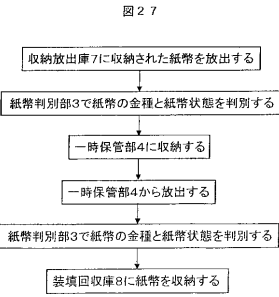 図２７
収納放出庫7に収納された紙幣を放出する
紙幣判別部3で紙幣の金種と紙幣状態を判別する
一時保管部4に収納する
一時保管部4から放出する
紙幣判別部3で紙幣の金種と紙幣状態を判別する
装填回収庫8に紙幣を収納する